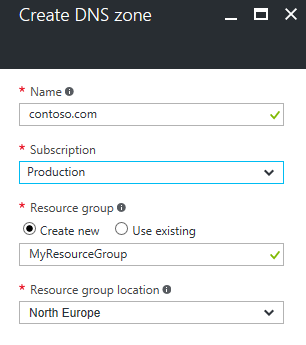 Create DNS zone
* Name
contoso.com
* Subscription
Production
* Resource group
Create new Use existing
MyResourceGroup
* Resource group location
North Europe